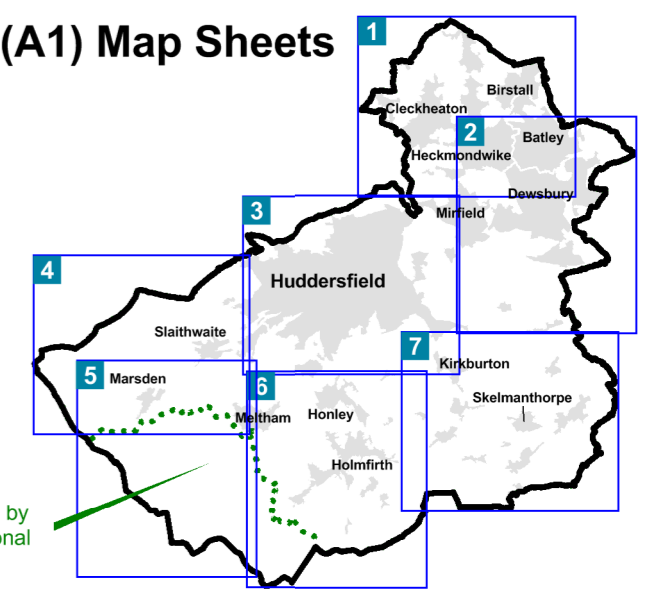 (A1) Map Sheets
1
Birstall
Cleckheaton
2
Batley
Heckmondwike
Dewsbury
3
Mirfield
4
Huddersfield
Slaithwaite
7
Kirkburton
5
Marsden
6
Skelmanthorpe
Meltham
Honley
Holmfirth
by
onal